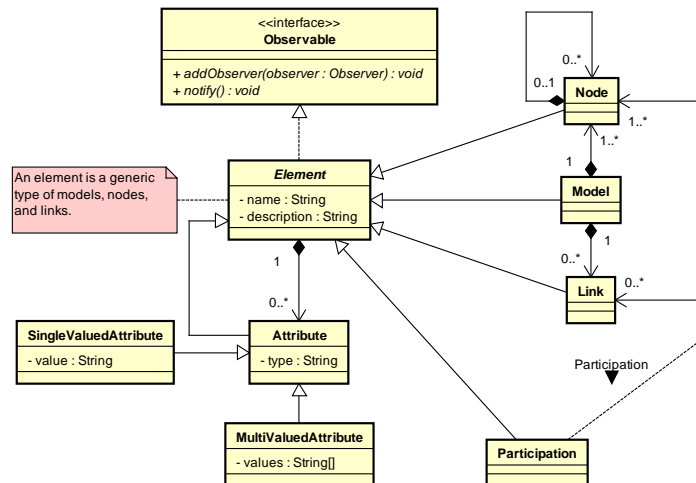 <<interface>>
Observable
+ addObserver(observer : Observer) : void
+ notify() : void
0..*
0..1
Node
1..*
1..*
An element is a generic
type of models, nodes,
and links.
Element
- name : String
- description : String
1
Model
1
1
0..*
0..*
Link
0..*
SingleValuedAttribute
- value : String
Attribute
- type : String
Participation
MultiValuedAttribute
- values : String[]
Participation